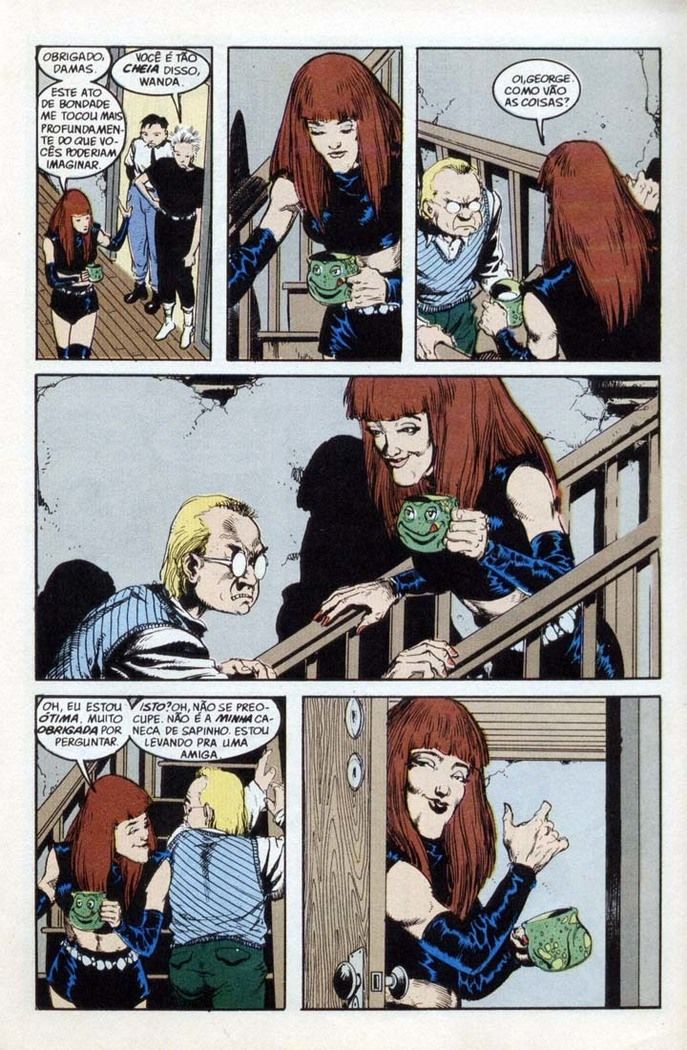 OBRIGADO,
DAMAS.
ESTE ATO
DE BONDADE
ME TOCOU MAIS
PROFUNDAMEN-
TE DO QUE VO-
CÊS PODERIAM
IMAGINAR.
VOCÊ É TÃO
CHEIA DISSO,
WANDA.
OI, GEORGE.
COMO VÃO
AS COISAS?
OH, EU ESTOU
ÓTIMA. MUITO
OBRIGADA POR
PERGUNTAR.
ISTO? OH, NÃO SE PREO-
CUPE. NÃO É A MINHA CA-
NECA DE SAPINHO. ESTOU
LEVANDO PRA UMA
AMIGA.